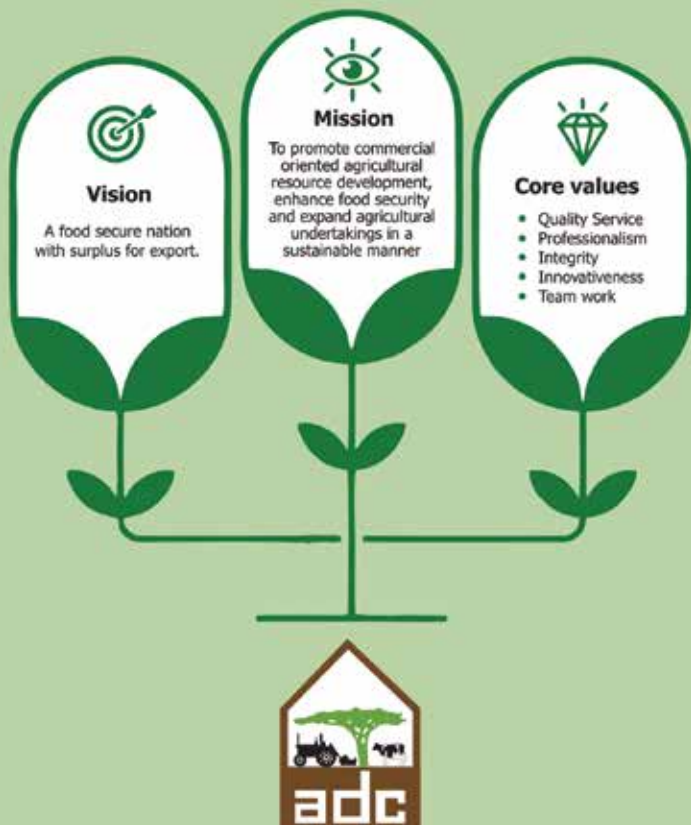 Vision
A food secure nation
with surplus for export.
Mission
To promote commercial
oriented agricultural
resource development,
enhance food security
and expand agricultural
undertakings in a
sustainable manner
Core values
• Quality Service
• Professionalism
• Integrity
• Innovativeness
• Team work
adc